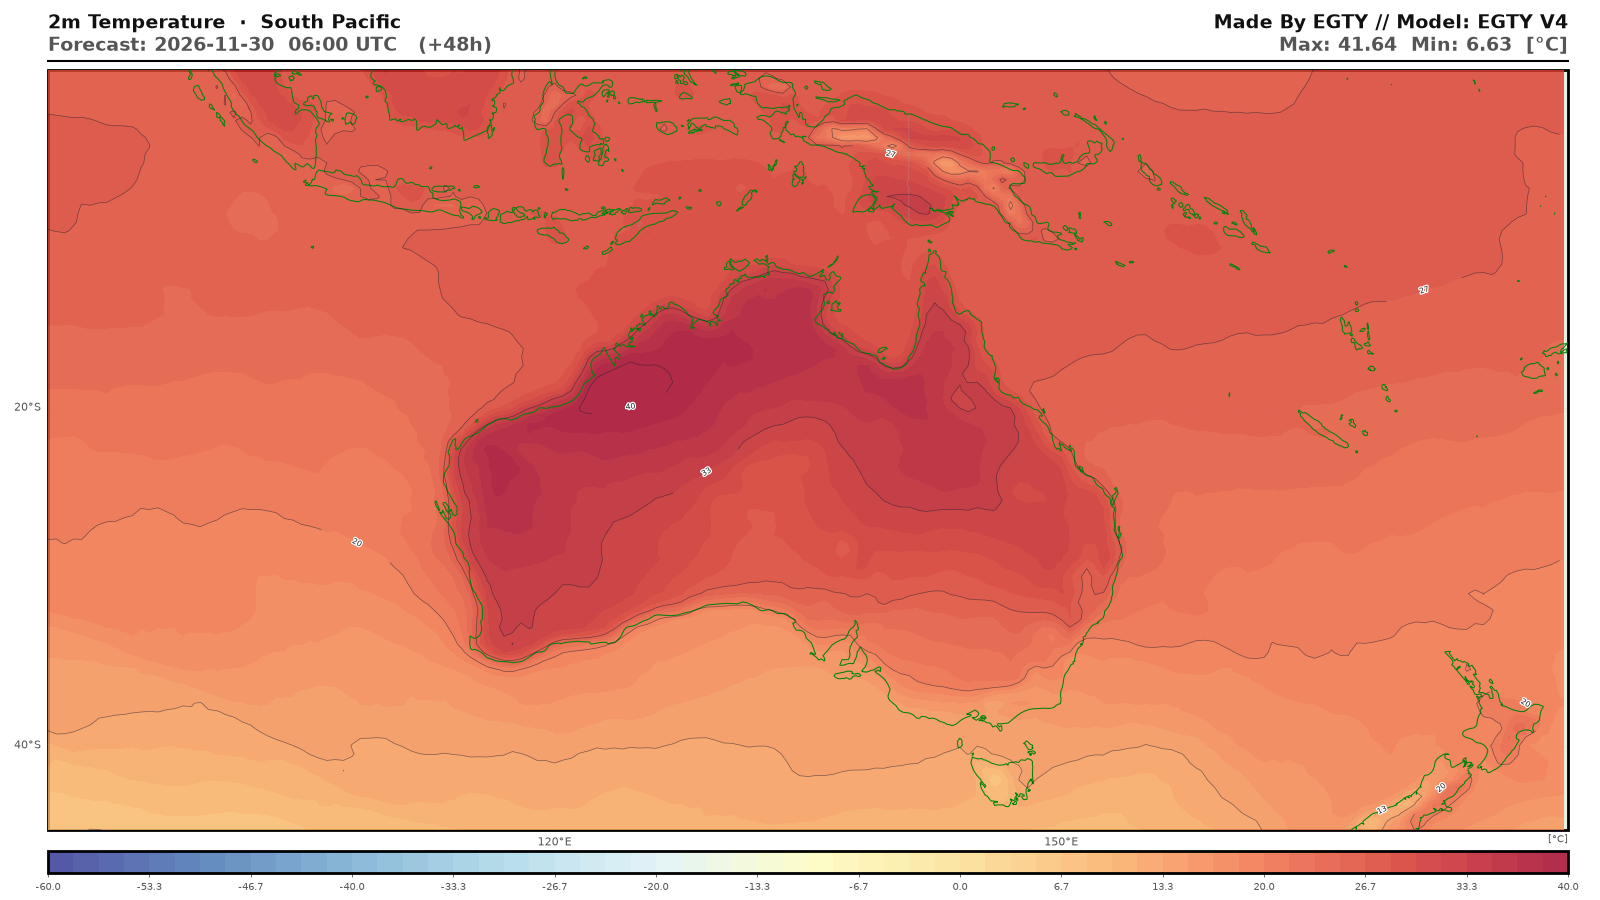 2m Temperature · South Pacific
Made By EGTY // Model: EGTY V4
Forecast: 2026-11-30 06:00 UTC (+48h)
Max: 41.64 Min: 6.63 [°C]
27
27
20°S
40
33
20
20
40°S
20
13
120°E
150°E
[°C]
-60.0 -53.3 -46.7 -40.0 -33.3 -26.7 -20.0 -13.3 -6.7 0.0 6.7 13.3 20.0 26.7 33.3 40.0